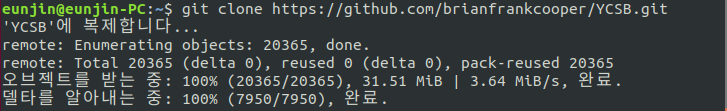 eunjin@eunjin-PC:~$ git clone https://github.com/brianfrankcooper/YCSB.git
'YCSB'에 복제합니다...
remote: Enumerating objects: 20365, done.
remote: Total 20365 (delta 0), reused 0 (delta 0), pack-reused 20365
오브젝트를 받는 중: 100% (20365/20365), 31.51 MiB | 3.64 MiB/s, 완료.
델타를 알아내는 중: 100% (7950/7950), 완료.